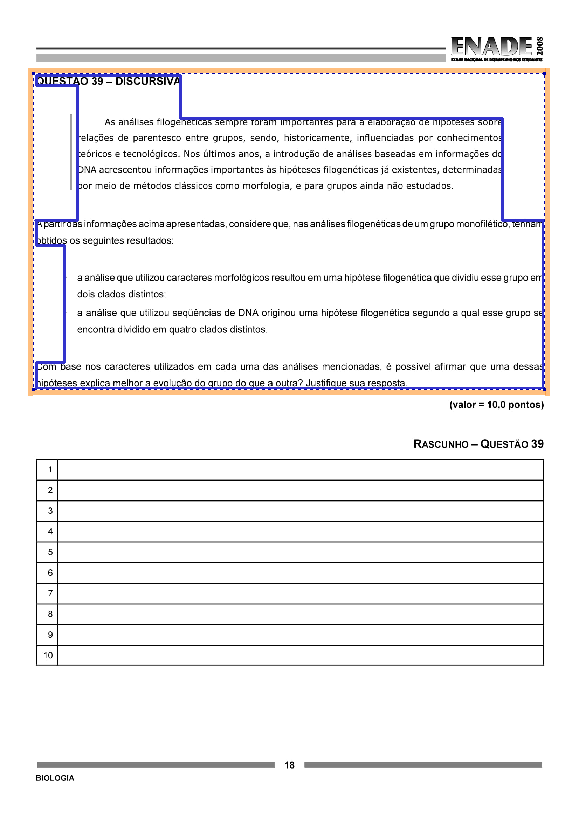 ENADE 2008
EXAME NACIONAL DE DESEMPENHO DOS ESTUDANTES
QUESTÃO 39 – DISCURSIVA
As análises filogenéticas sempre foram importantes para a elaboração de hipóteses sobre
relações de parentesco entre grupos, sendo, historicamente, influenciadas por conhecimentos
teóricos e tecnológicos. Nos últimos anos, a introdução de análises baseadas em informações do
DNA acrescentou informações importantes às hipóteses filogenéticas já existentes, determinadas
por meio de métodos clássicos como morfologia, e para grupos ainda não estudados.
A partir das informações acima apresentadas, considere que, nas análises filogenéticas de um grupo monofilético, tenham
obtidos os seguintes resultados:
a análise que utilizou caracteres morfológicos resultou em uma hipótese filogenética que dividiu esse grupo em
dois clados distintos;
a análise que utilizou seqüências de DNA originou uma hipótese filogenética segundo a qual esse grupo se
encontra dividido em quatro clados distintos.
Com base nos caracteres utilizados em cada uma das análises mencionadas, é possível afirmar que uma dessas
hipóteses explica melhor a evolução do grupo do que a outra? Justifique sua resposta.
(valor = 10,0 pontos)
RASCUNHO – QUESTÃO 39
1
2
3
4
5
6
7
8
9
10
18
BIOLOGIA